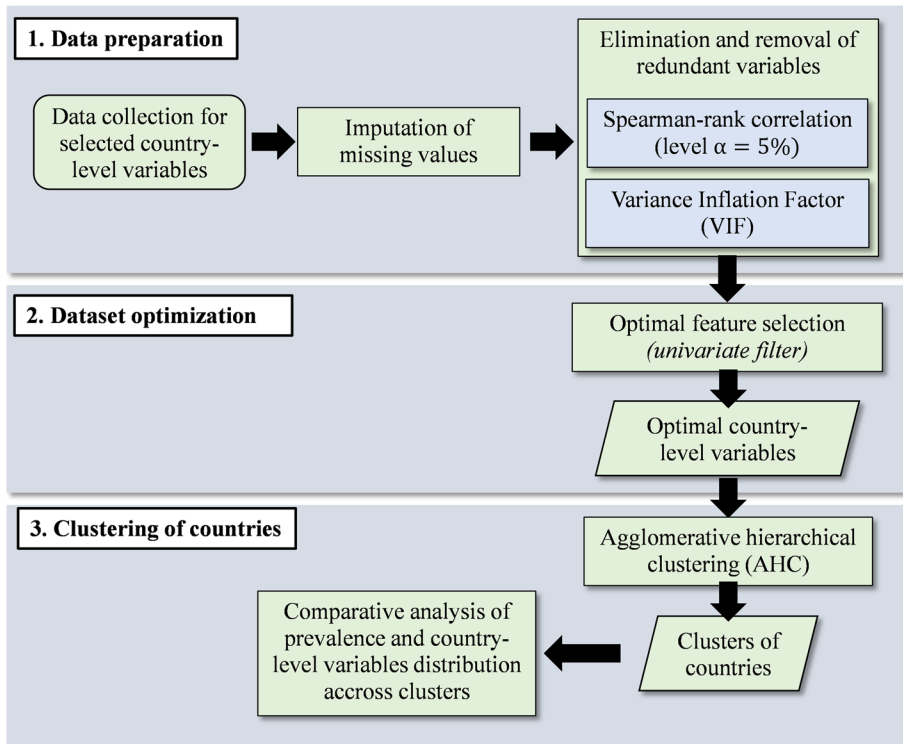 1. Data preparation
Data collection for
selected country-
level variables
Imputation of
missing values
Elimination and removal of
redundant variables
Spearman-rank correlation
(level α = 5%)
Variance Inflation Factor
(VIF)
2. Dataset optimization
Optimal feature selection
(univariate filter)
Optimal country-
level variables
3. Clustering of countries
Agglomerative hierarchical
clustering (AHC)
Clusters of
countries
Comparative analysis of
prevalence and country-
level variables distribution
accross clusters